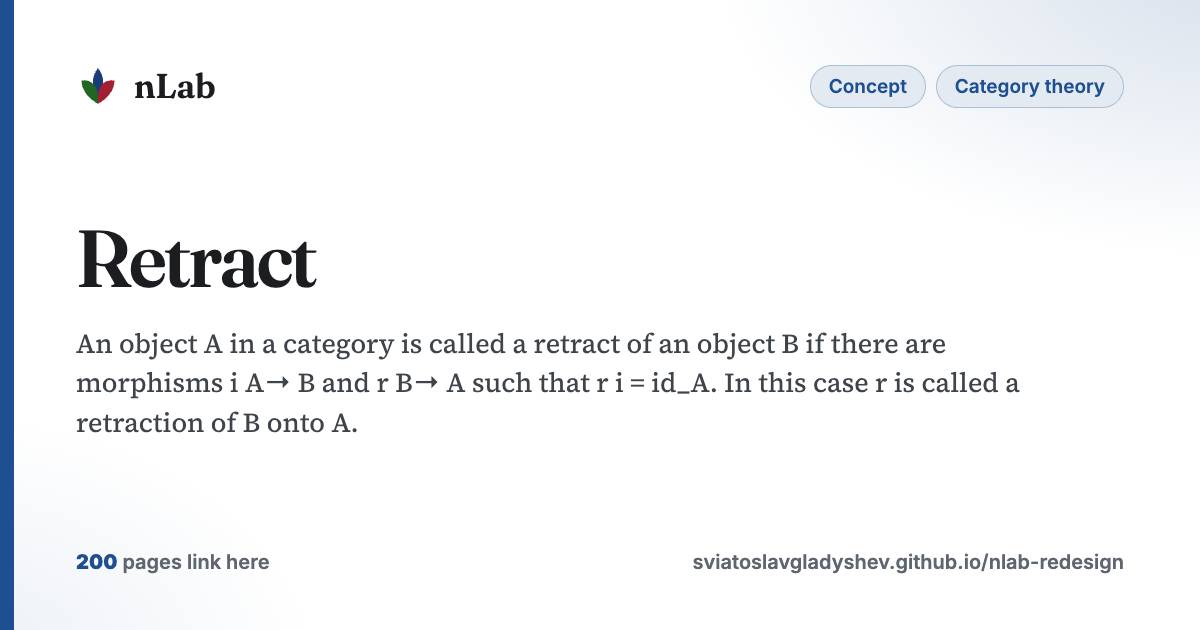 nLab
Concept
Category theory
Retract
An object A in a category is called a retract of an object B if there are
morphisms i A→ B and r B→ A such that r i = id_A. In this case r is called a
retraction of B onto A.
200 pages link here
sviatoslavgladyshev.github.io/nlab-redesign